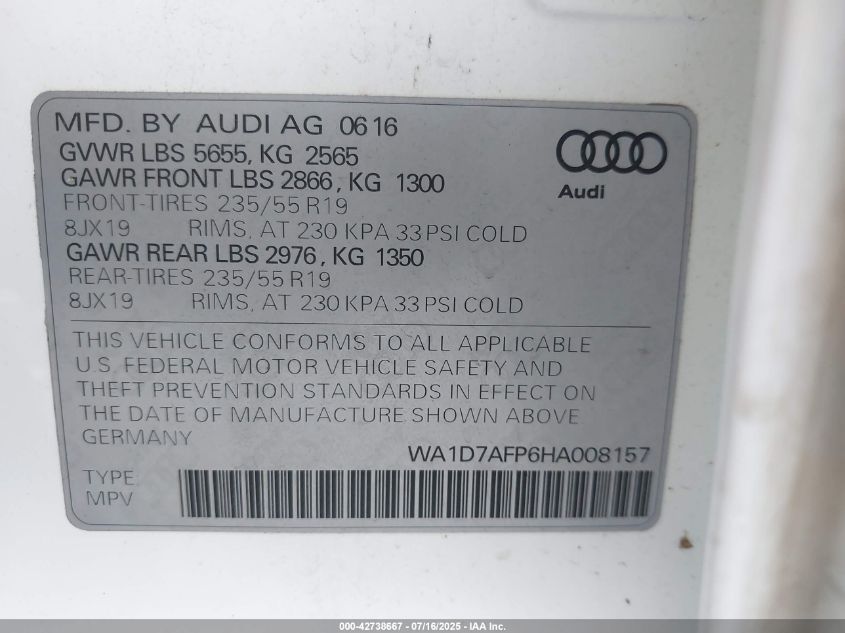 MFD. BY AUDI AG 0616
GVWR LBS 5655, KG 2565
GAWR FRONT LBS 2866, KG 1300
FRONT-TIRES 235/55 R19
8JX19 RIMS, AT 230 KPA 33 PSI COLD
GAWR REAR LBS 2976, KG 1350
REAR-TIRES 235/55 R19
8JX19 RIMS, AT 230 KPA 33 PSI COLD
Audi
THIS VEHICLE CONFORMS TO ALL APPLICABLE
U.S. FEDERAL MOTOR VEHICLE SAFETY AND
THEFT PREVENTION STANDARDS IN EFFECT ON
THE DATE OF MANUFACTURE SHOWN ABOVE
GERMANY
WA1D7AFP6HA008157
TYPE
MPV
000-42738667 - 07/16/2025 - IAA Inc.